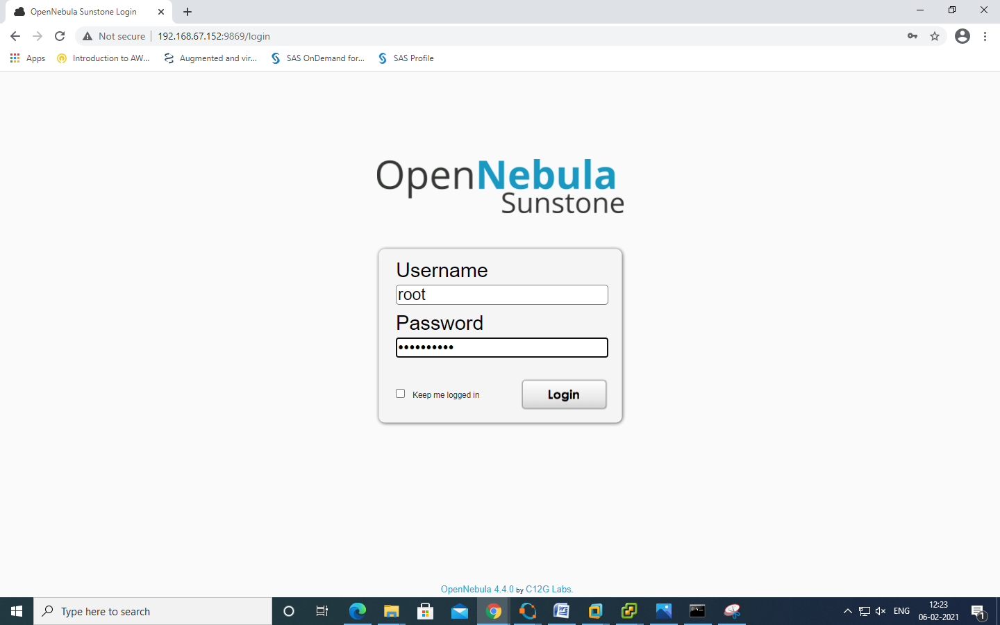 OpenNebula Sunstone Login
Not secure 192.168.67.152:9869/login
Apps Introduction to AW... Augmented and vir... SAS OnDemand for... SAS Profile
OpenNebula
Sunstone
Username
root
Password
••••••••••
Keep me logged in Login
OpenNebula 4.4.0 by C12G Labs.
Type here to search
ENG 12:23
06-02-2021
1